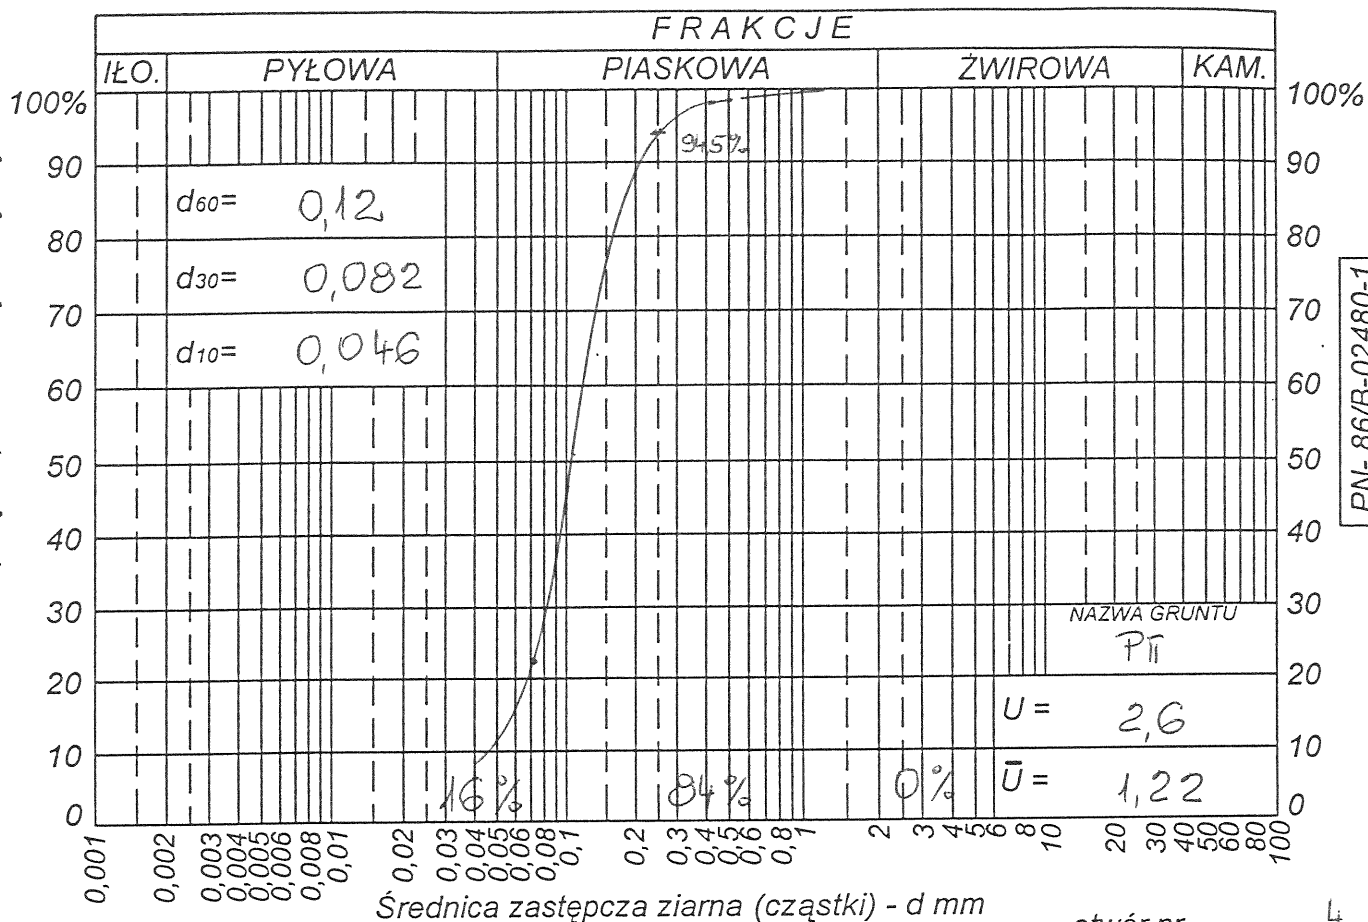 FRAKCJE
IŁO. PYŁOWA PIASKOWA ŻWIROWA KAM.
100% 100%
94,5%
90 90
d60= 0,12
80 80
d30= 0,082
70 70
d10= 0,046
60 60
50 50
40 40
30 30
NAZWA GRUNTU
Pπ
20 20
U = 2,6
10 10
16% 84% 0% Ū = 1,22
0 0
0,001 0,002 0,003 0,004 0,005 0,006 0,008 0,01 0,02 0,03 0,04 0,05 0,06 0,08 0,1 0,2 0,3 0,4 0,5 0,6 0,8 0,1 1 2 3 4 5 6 8 10 20 30 40 50 60 80 100
Średnica zastępcza ziarna (cząstki) - d mm
otwór nr 4
PN-86/B-02480-1